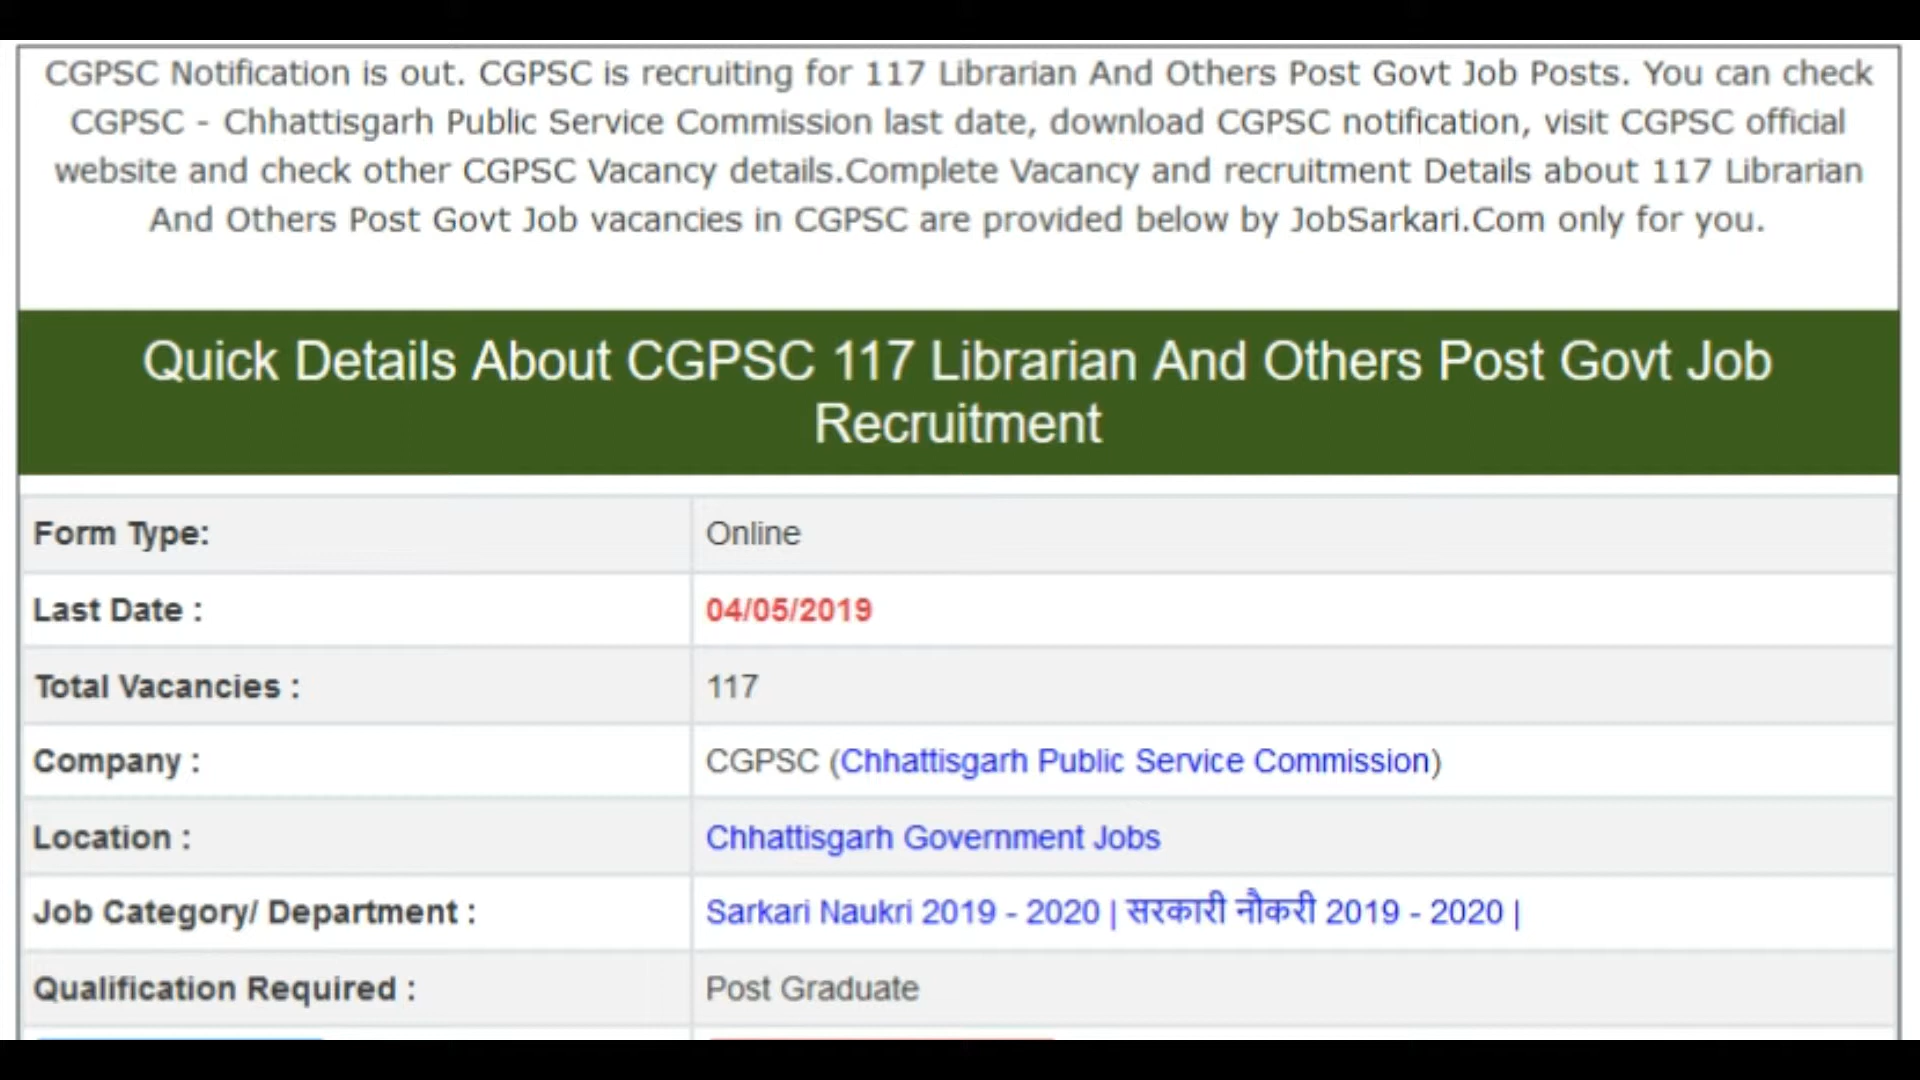 CGPSC Notification is out. CGPSC is recruiting for 117 Librarian And Others Post Govt Job Posts. You can check
CGPSC - Chhattisgarh Public Service Commission last date, download CGPSC notification, visit CGPSC official
website and check other CGPSC Vacancy details.Complete Vacancy and recruitment Details about 117 Librarian
And Others Post Govt Job vacancies in CGPSC are provided below by JobSarkari.Com only for you.
Quick Details About CGPSC 117 Librarian And Others Post Govt Job
Recruitment
Form Type: Online
Last Date : 04/05/2019
Total Vacancies : 117
Company : CGPSC (Chhattisgarh Public Service Commission)
Location : Chhattisgarh Government Jobs
Job Category/ Department : Sarkari Naukri 2019 - 2020 | सरकारी नौकरी 2019 - 2020 |
Qualification Required : Post Graduate